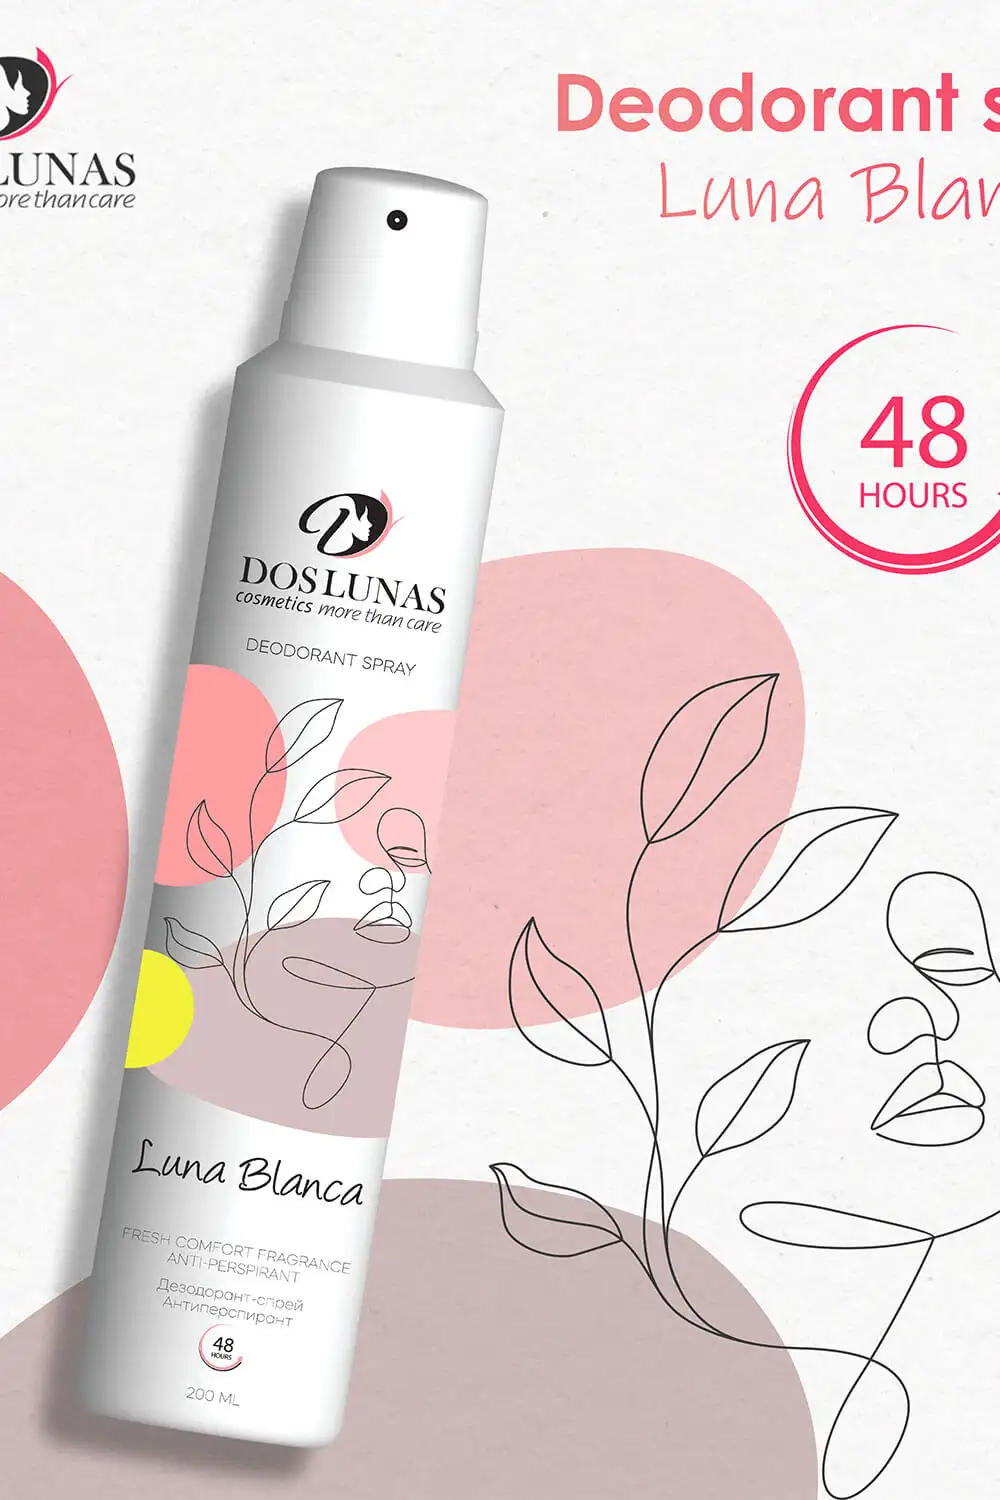 LUNAS
ore than care
Deodorant s
Luna Blan
48
HOURS
DOS LUNAS
cosmetics more than care
DEODORANT SPRAY
Luna Blanca
FRESH COMFORT FRAGRANCE
ANTI-PERSPIRANT
Дезодорант-спрей
Антиперспирант
48
HOURS
200 ML